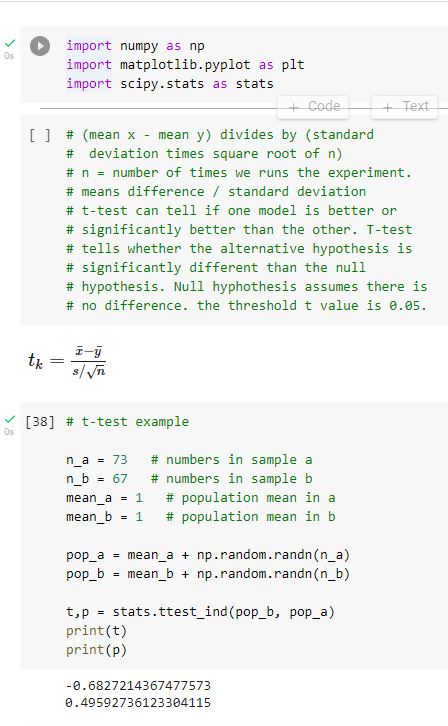 0s
import numpy as np
import matplotlib.pyplot as plt
import scipy.stats as stats
+ Code + Text
[ ] # (mean x - mean y) divides by (standard
#  deviation times square root of n)
# n = number of times we runs the experiment.
# means difference / standard deviation
# t-test can tell if one model is better or
# significantly better than the other. T-test
# tells whether the alternative hypothesis is
# significantly different than the null
# hypothesis. Null hyphothesis assumes there is
# no difference. the threshold t value is 0.05.
t_k = (x̄−ȳ)/(s/√n)
0s
[38] # t-test example
n_a = 73   # numbers in sample a
n_b = 67   # numbers in sample b
mean_a = 1   # population mean in a
mean_b = 1   # population mean in b
pop_a = mean_a + np.random.randn(n_a)
pop_b = mean_b + np.random.randn(n_b)
t,p = stats.ttest_ind(pop_b, pop_a)
print(t)
print(p)
-0.6827214367477573
0.49592736123304115